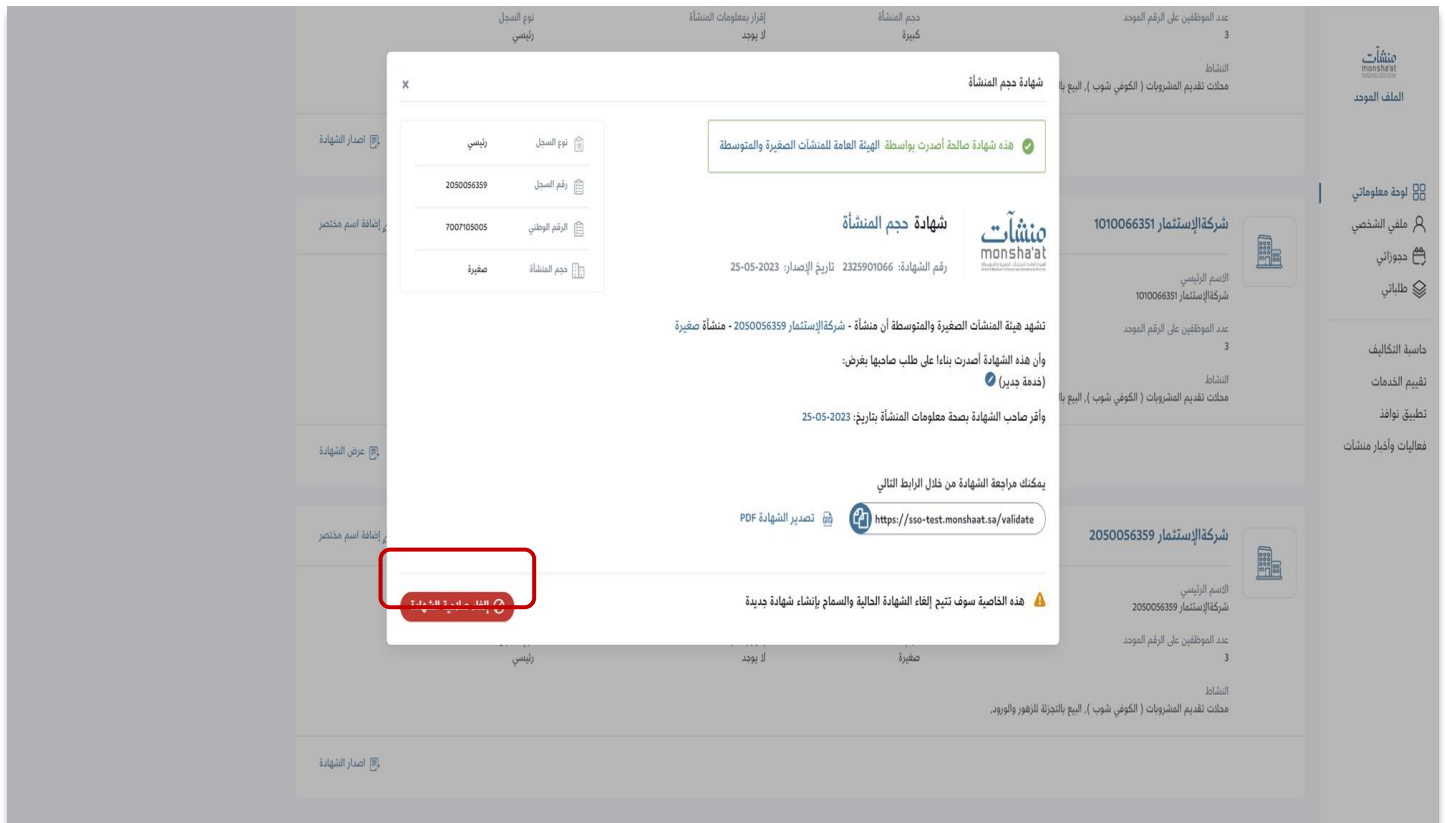 عدد الموظفين على الرقم الموحد
3
حجم المنشأة
كبيرة
إقرار بمعلومات المنشأة
لا يوجد
نوع السجل
رئيسي
النشاط
محلات تقديم المشروبات ( الكوفي شوب ), البيع
اصدار الشهادة
منشآت
monsha'at
الملف الموحد
لوحة معلوماتي
ملفي الشخصي
حجوزاتي
طلباتي
حاسبة التكاليف
تقييم الخدمات
تطبيق نوافذ
فعاليات وأخبار منشآت
شهادة حجم المنشأة
x
هذه شهادة صالحة أصدرت بواسطة الهيئة العامة للمنشآت الصغيرة والمتوسطة
نوع السجل رئيسي
رقم السجل 2050056359
الرقم الوطني 7007105005
حجم المنشأة صغيرة
منشآت
monsha'at
شهادة حجم المنشأة
رقم الشهادة: 2325901066 تاريخ الإصدار: 2023-05-25
تشهد هيئة المنشآت الصغيرة والمتوسطة أن منشأة - شركةالإستثمار 2050056359 - منشأة صغيرة
وأن هذه الشهادة أصدرت بناءا على طلب صاحبها بغرض:
(خدمة جدير)
وأقر صاحب الشهادة بصحة معلومات المنشأة بتاريخ: 2023-05-25
يمكنك مراجعة الشهادة من خلال الرابط التالي
https://sso-test.monshaat.sa/validate
تصدير الشهادة PDF
هذه الخاصية سوف تتيح إلغاء الشهادة الحالية والسماح بإنشاء شهادة جديدة
إلغاء صلاحية الشهادة
شركةالإستثمار 1010066351
إضافة اسم مختصر
الاسم الرئيسي
شركةالإستثمار 1010066351
عدد الموظفين على الرقم الموحد
3
النشاط
محلات تقديم المشروبات ( الكوفي شوب ), البيع
عرض الشهادة
شركةالإستثمار 2050056359
إضافة اسم مختصر
الاسم الرئيسي
شركةالإستثمار 2050056359
عدد الموظفين على الرقم الموحد
3
صغيرة
لا يوجد
رئيسي
النشاط
محلات تقديم المشروبات ( الكوفي شوب ), البيع بالتجزئة للزهور والورود,
اصدار الشهادة